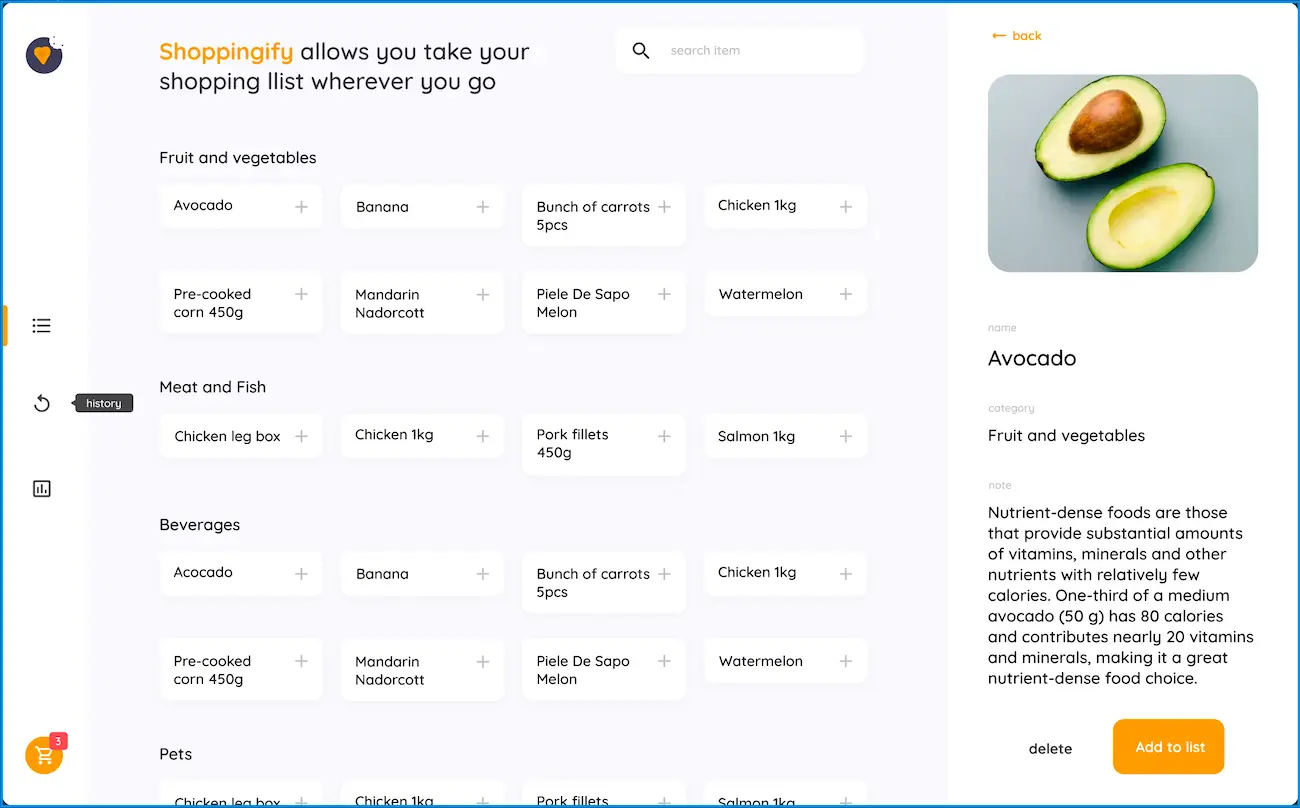 Shoppingify allows you take your
shopping llist wherever you go
search item
Fruit and vegetables
Avocado
Banana
Bunch of carrots
5pcs
Chicken 1kg
Pre-cooked
corn 450g
Mandarin
Nadorcott
Piele De Sapo
Melon
Watermelon
Meat and Fish
Chicken leg box
Chicken 1kg
Pork fillets
450g
Salmon 1kg
Beverages
Acocado
Banana
Bunch of carrots
5pcs
Chicken 1kg
Pre-cooked
corn 450g
Mandarin
Nadorcott
Piele De Sapo
Melon
Watermelon
Pets
Chicken leg box
Chicken 1kg
Pork fillets
Salmon 1kg
history
3
back
name
Avocado
category
Fruit and vegetables
note
Nutrient-dense foods are those
that provide substantial amounts
of vitamins, minerals and other
nutrients with relatively few
calories. One-third of a medium
avocado (50 g) has 80 calories
and contributes nearly 20 vitamins
and minerals, making it a great
nutrient-dense food choice.
delete
Add to list